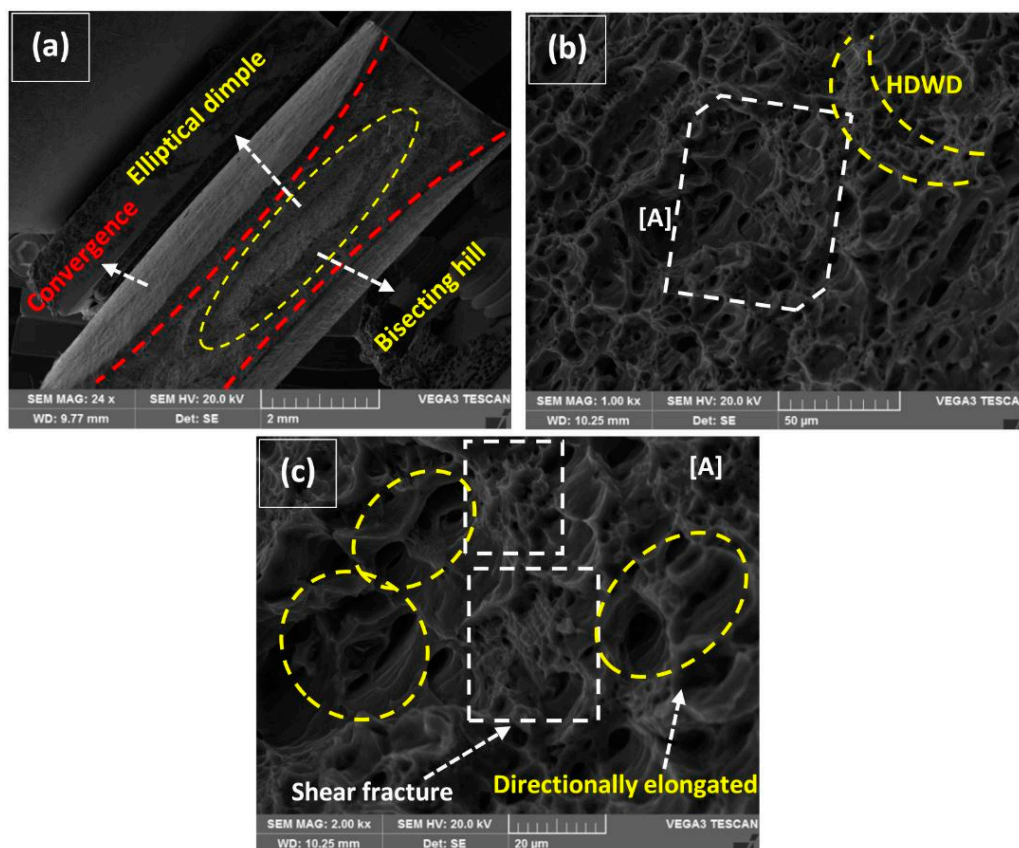 (a)
Elliptical dimple
Convergence
Bisecting hill
SEM MAG: 24 x SEM HV: 20.0 kV VEGA3 TESCAN
WD: 9.77 mm Det: SE 2 mm
(b)
HDWD
[A]
SEM MAG: 1.00 kx SEM HV: 20.0 kV VEGA3 TESCAN
WD: 10.25 mm Det: SE 50 µm
(c)
[A]
Shear fracture
Directionally elongated
SEM MAG: 2.00 kx SEM HV: 20.0 kV VEGA3 TESCAN
WD: 10.25 mm Det: SE 20 µm